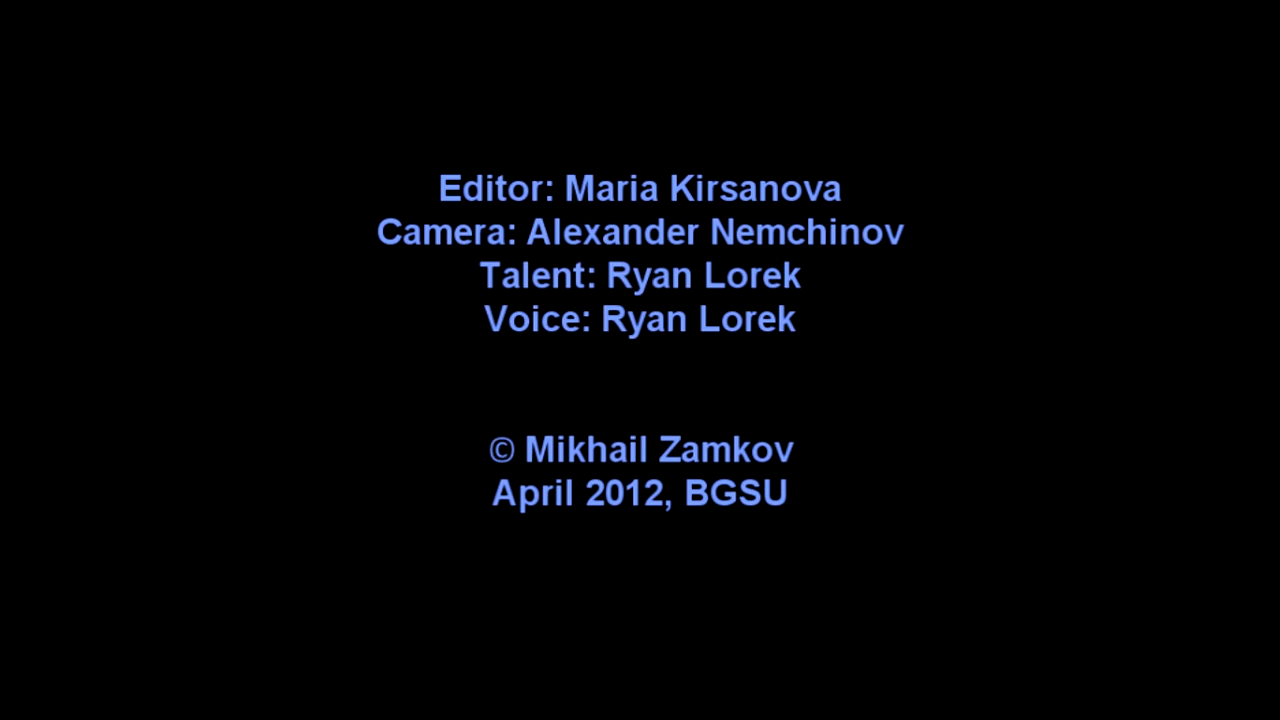 Editor: Maria Kirsanova
Camera: Alexander Nemchinov
Talent: Ryan Lorek
Voice: Ryan Lorek
© Mikhail Zamkov
April 2012, BGSU